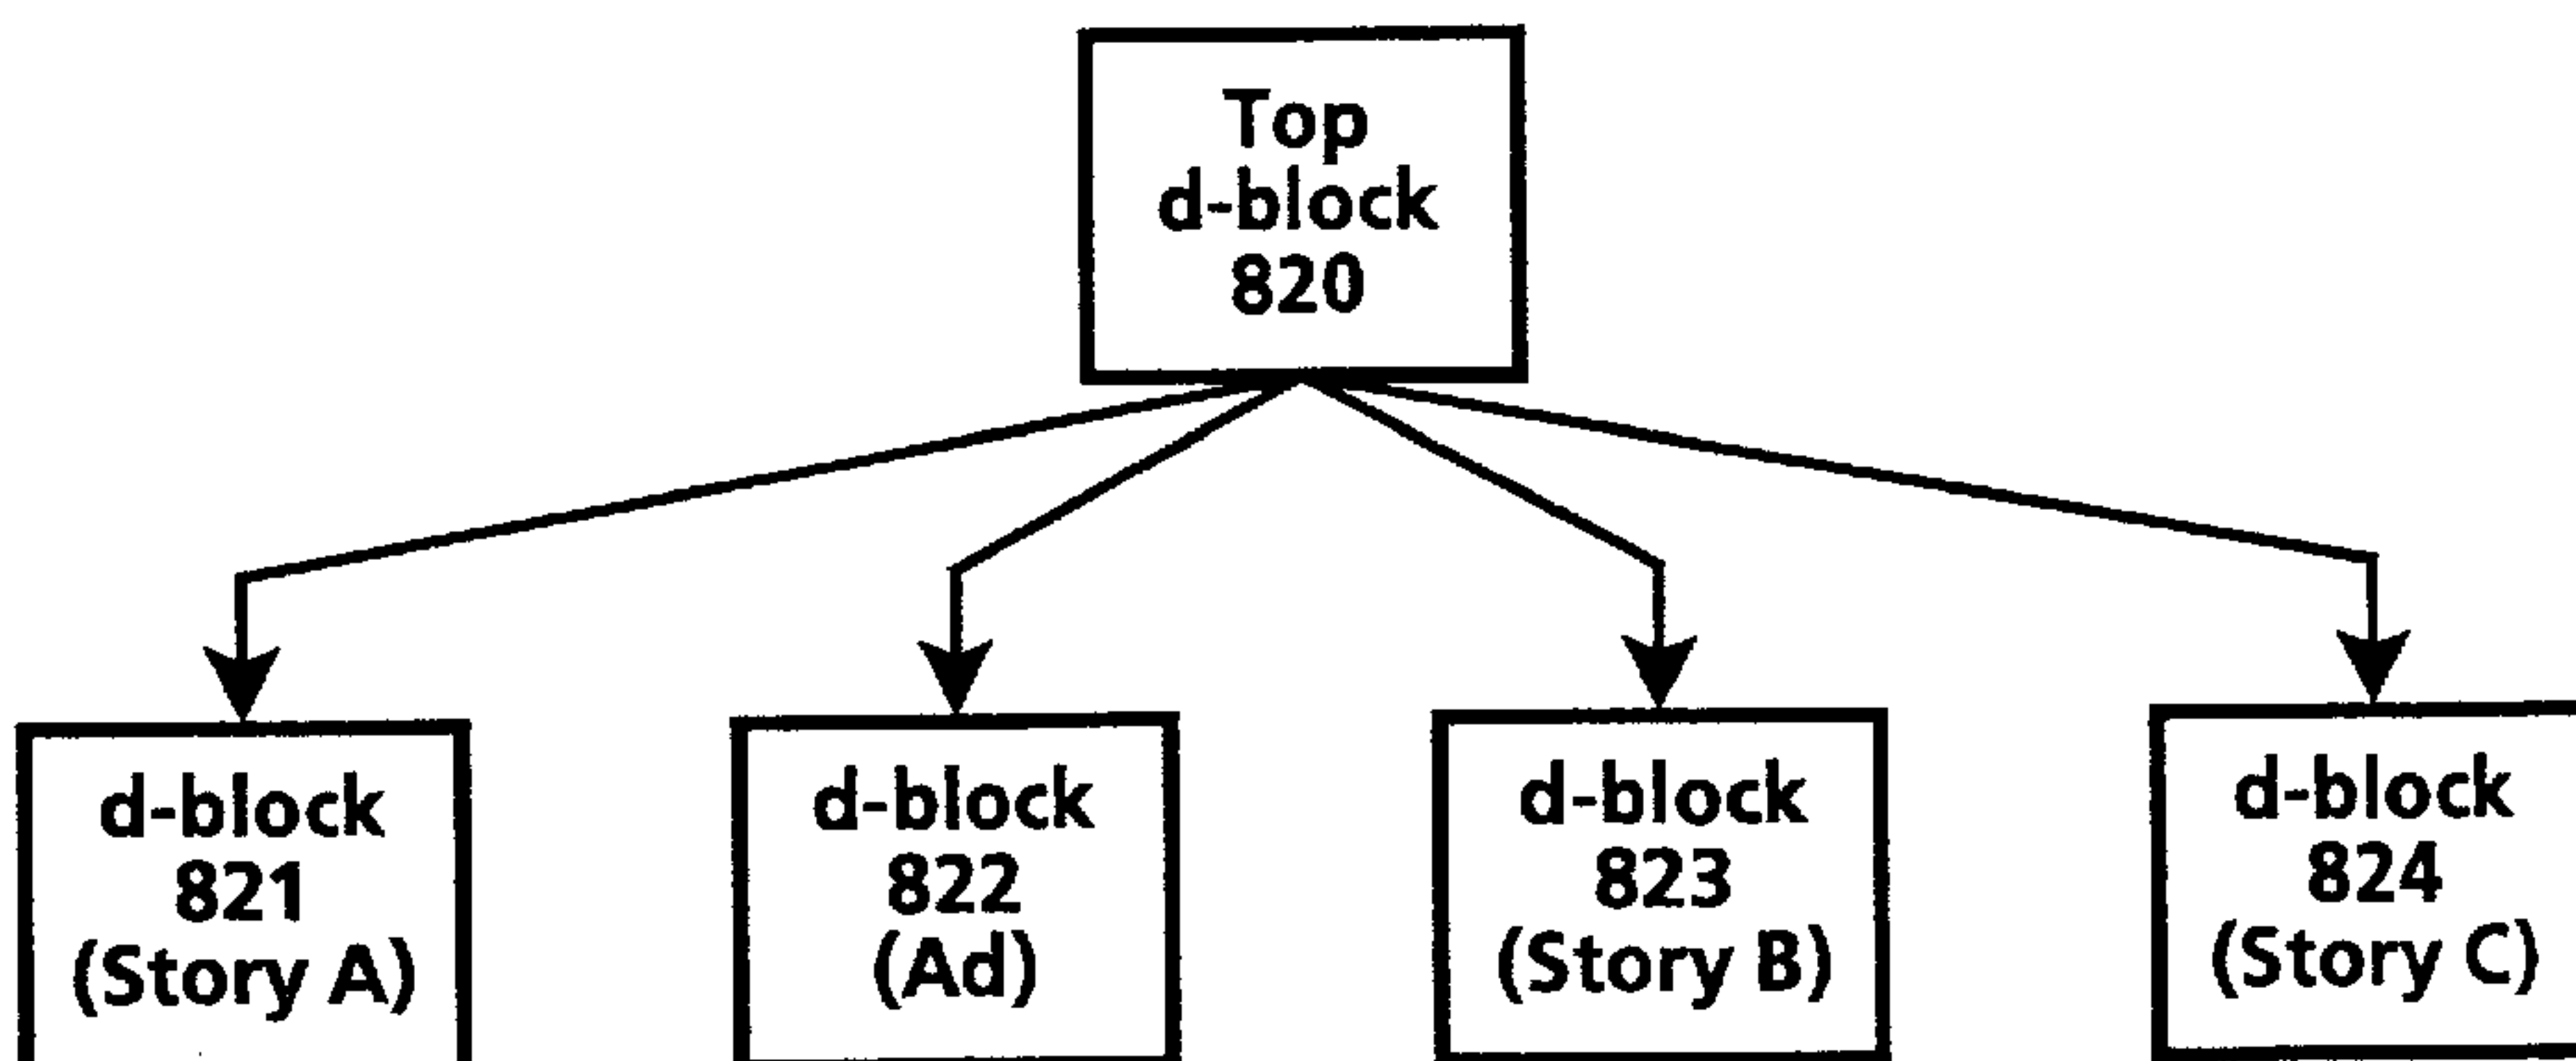 Top
d-block
820
d-block
821
(Story A)
d-block
822
(Ad)
d-block
823
(Story B)
d-block
824
(Story C)